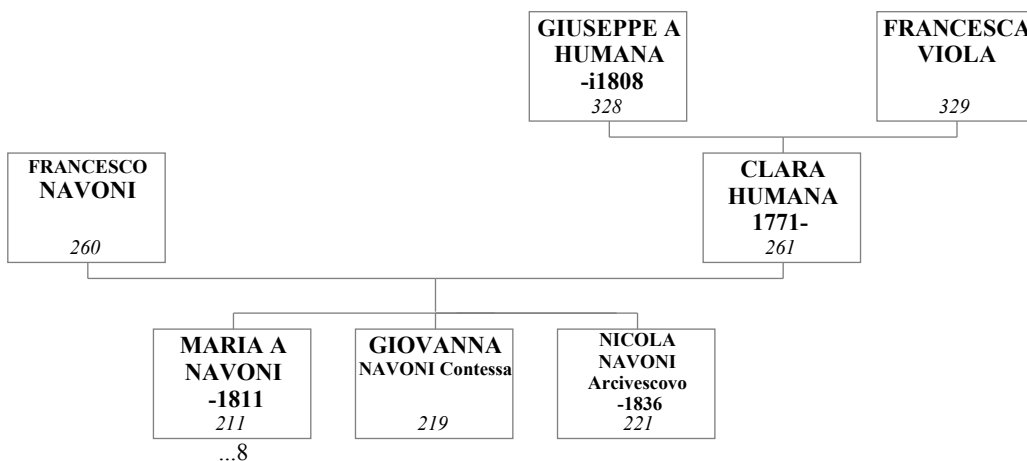 GIUSEPPE A
HUMANA
-i1808
328
FRANCESCA
VIOLA
329
FRANCESCO
NAVONI
260
CLARA
HUMANA
1771-
261
MARIA A
NAVONI
-1811
211
GIOVANNA
NAVONI Contessa
219
NICOLA
NAVONI
Arcivescovo
-1836
221
...8